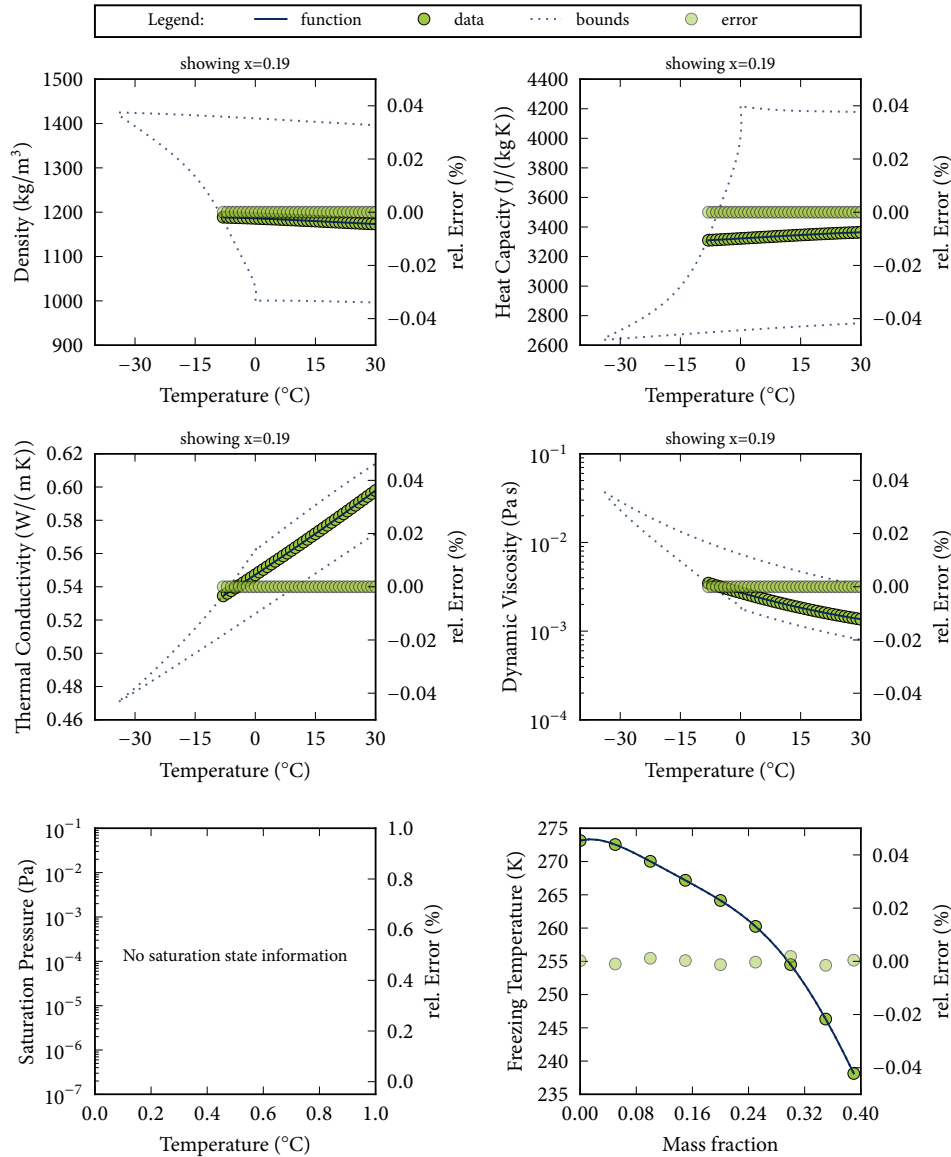 Legend: function data bounds error
showing x=0.19
Density (kg/m³)
1500
1400
1300
1200
1100
1000
900
0.04
0.02
0.00
−0.02
−0.04
rel. Error (%)
−30 −15 0 15 30
Temperature (°C)
showing x=0.19
Heat Capacity (J/(kg K))
4400
4200
4000
3800
3600
3400
3200
3000
2800
2600
0.04
0.02
0.00
−0.02
−0.04
rel. Error (%)
−30 −15 0 15 30
Temperature (°C)
showing x=0.19
Thermal Conductivity (W/(m K))
0.62
0.60
0.58
0.56
0.54
0.52
0.50
0.48
0.46
0.04
0.02
0.00
−0.02
−0.04
rel. Error (%)
−30 −15 0 15 30
Temperature (°C)
showing x=0.19
Dynamic Viscosity (Pa s)
10⁻¹
10⁻²
10⁻³
10⁻⁴
0.04
0.02
0.00
−0.02
−0.04
rel. Error (%)
−30 −15 0 15 30
Temperature (°C)
Saturation Pressure (Pa)
10⁻¹
10⁻²
10⁻³
10⁻⁴
10⁻⁵
10⁻⁶
10⁻⁷
No saturation state information
1.0
0.8
0.6
0.4
0.2
0.0
rel. Error (%)
0.0 0.2 0.4 0.6 0.8 1.0
Temperature (°C)
Freezing Temperature (K)
275
270
265
260
255
250
245
240
235
0.04
0.02
0.00
−0.02
−0.04
rel. Error (%)
0.00 0.08 0.16 0.24 0.32 0.40
Mass fraction